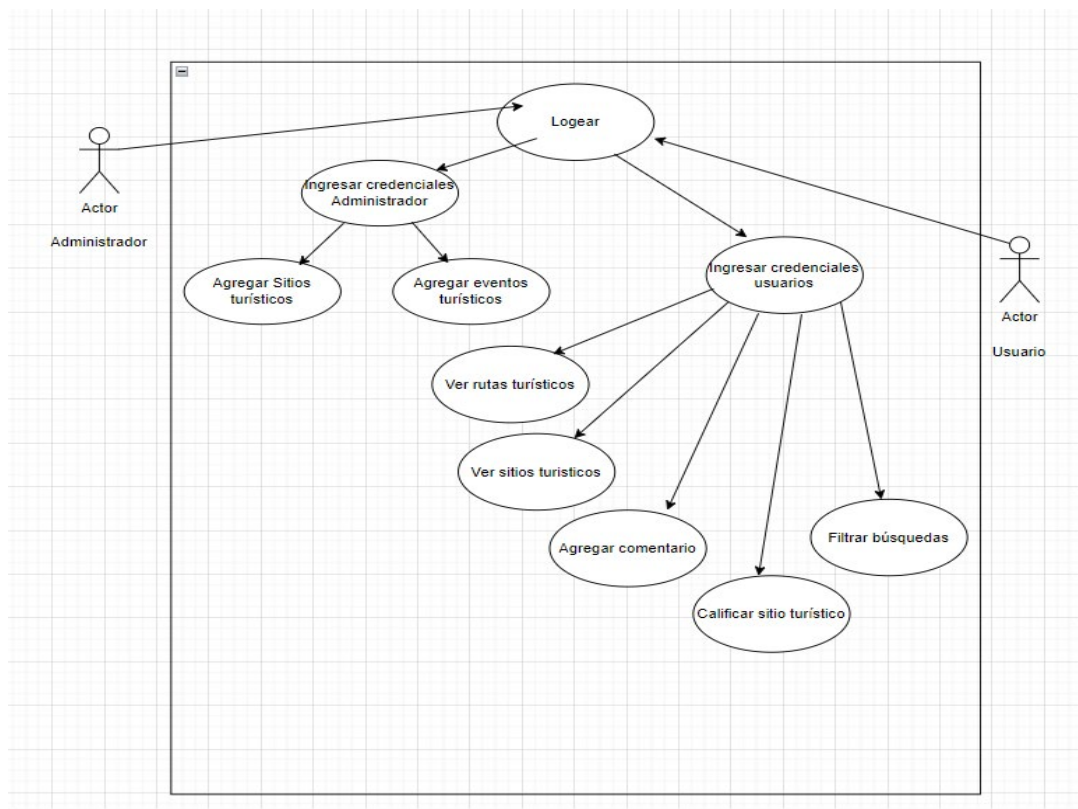 Logear
Ingresar credenciales
Administrador
Actor
Administrador
Agregar Sitios
turísticos
Agregar eventos
turísticos
Ingresar credenciales
usuarios
Actor
Usuario
Ver rutas turísticos
Ver sitios turisticos
Agregar comentario
Filtrar búsquedas
Calificar sitio turístico